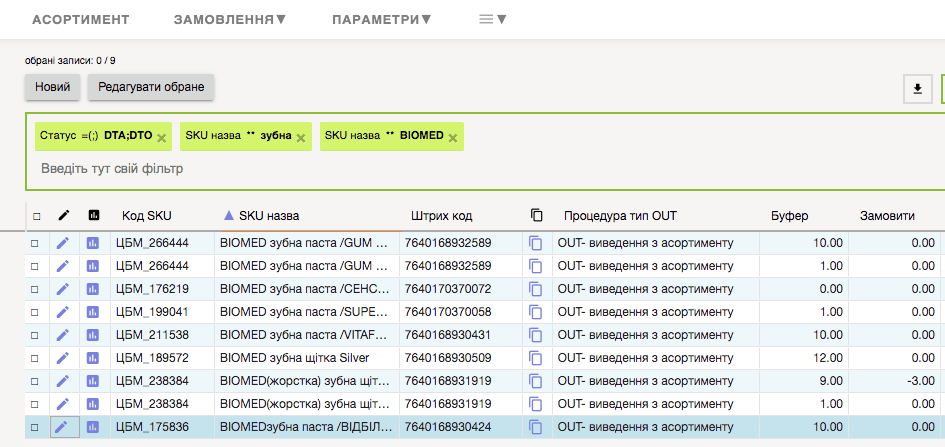 АСОРТИМЕНТ ЗАМОВЛЕННЯ▼ ПАРАМЕТРИ▼ ☰▼
обрані записи: 0 / 9
Новий Редагувати обране
Статус =(;) DTA;DTO × SKU назва ** зубна × SKU назва ** BIOMED ×
Введіть тут свій фільтр
Код SKU ▲ SKU назва Штрих код Процедура тип OUT Буфер Замовити
ЦБМ_266444 BIOMED зубна паста /GUM ... 7640168932589 OUT- виведення з асортименту 10.00 0.00
ЦБМ_266444 BIOMED зубна паста /GUM ... 7640168932589 OUT- виведення з асортименту 1.00 0.00
ЦБМ_176219 BIOMED зубна паста /СЕНС... 7640170370072 OUT- виведення з асортименту 0.00 0.00
ЦБМ_199041 BIOMED зубна паста /SUPE... 7640170370058 OUT- виведення з асортименту 1.00 0.00
ЦБМ_211538 BIOMED зубна паста /VITAF... 7640168930431 OUT- виведення з асортименту 10.00 0.00
ЦБМ_189572 BIOMED зубна щітка Silver 7640168930509 OUT- виведення з асортименту 12.00 0.00
ЦБМ_238384 BIOMED(жорстка) зубна щіт... 7640168931919 OUT- виведення з асортименту 9.00 -3.00
ЦБМ_238384 BIOMED(жорстка) зубна щіт... 7640168931919 OUT- виведення з асортименту 1.00 0.00
ЦБМ_175836 BIOMEDзубна паста /ВІДБІЛ... 7640168930424 OUT- виведення з асортименту 10.00 0.00